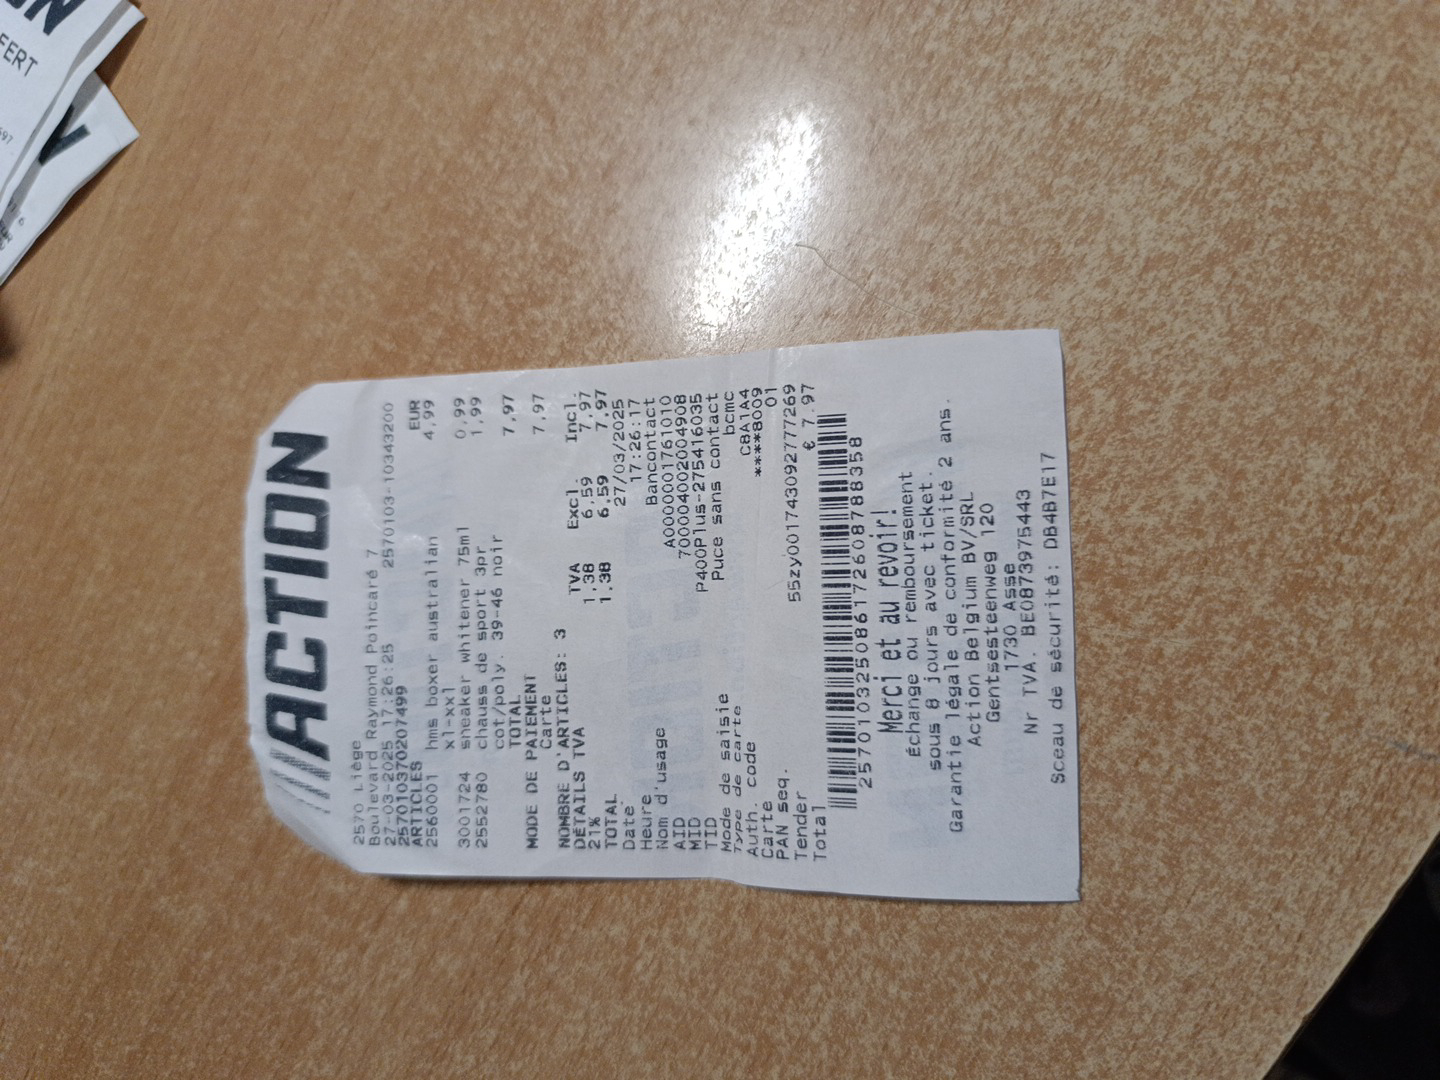 ACTION
2570 Liège
Boulevard Raymond Poincaré 7
27-03-2025 17:26:25 2570103-10343200
2570103702207499
ARTICLES EUR
2560001 hms boxer australian 4,99
xl-xxl
3001724 sneaker whitener 75ml 0,99
2552780 chauss de sport 3pr 1,99
cot/poly. 39-46 noir
TOTAL 7,97
MODE DE PAIEMENT
Carte 7,97
NOMBRE D'ARTICLES: 3
DÉTAILS TVA TVA Excl. Incl.
21% 1,38 6,59 7,97
TOTAL 1,38 6,59 7,97
Date 27/03/2025
Heure 17:26:17
Nom d'usage Bancontact
AID A0000001761010
MID 700004002004908
TID P400Plus-275416035
Mode de saisie Puce sans contact
Type de carte bcmc
Auth. code C8A1A4
Carte ****8009
PAN seq. 01
Tender 55zy001743092777269
Total € 7.97
257010325086172608788358
Merci et au revoir!
Échange ou remboursement
sous 8 jours avec ticket.
Garantie légale de conformité 2 ans.
Action Belgium BV/SRL
Gentsesteenweg 120
1730 Asse
Nr TVA. BE0873975443
Sceau de sécurité: DB4B7E17
FERT